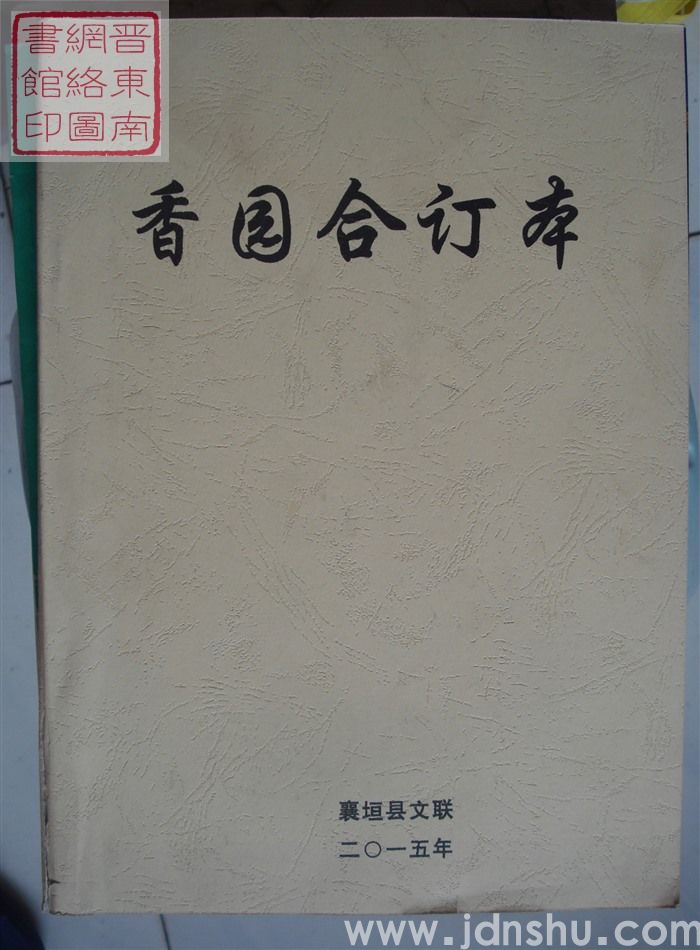 晋東南
網絡圖
書館印
香园合订本
襄垣县文联
二〇一五年
www.jdnshu.com